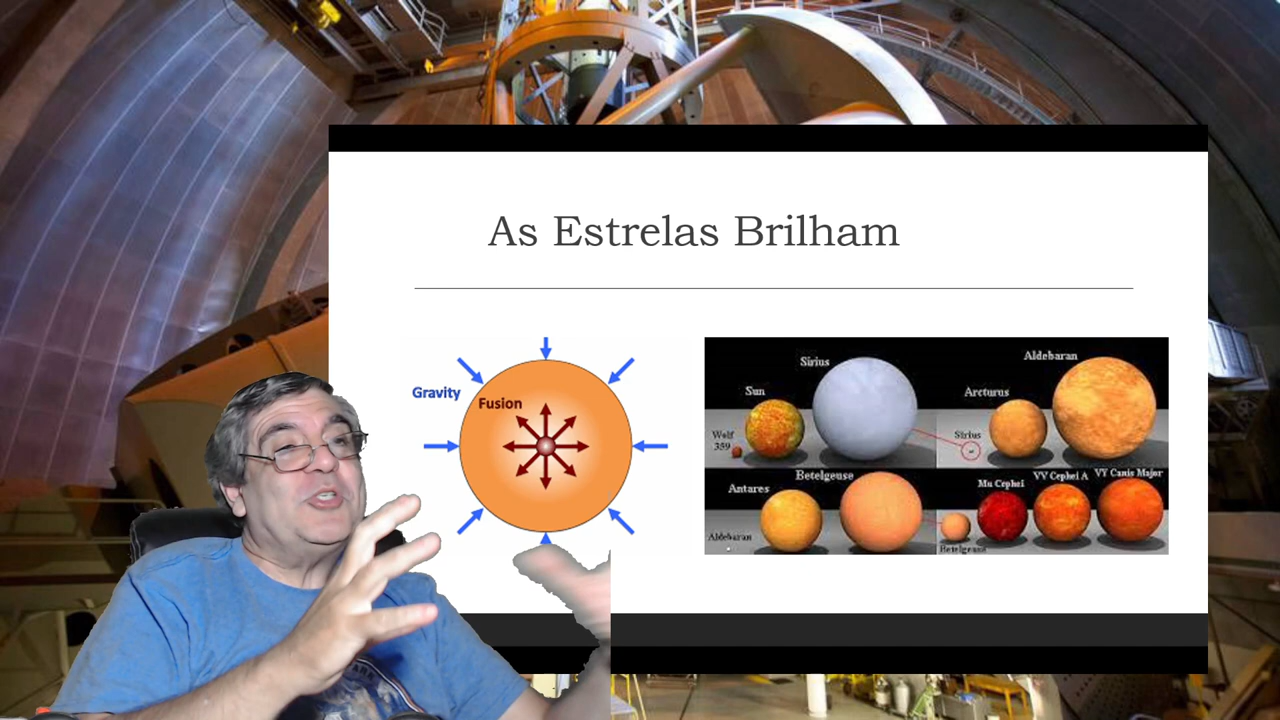 As Estrelas Brilham
Gravity
Fusion
Sun
Sirius
Wolf
359
Arcturus
Aldebaran
Sirius
Antares
Betelgeuse
Aldebaran
Mu Cephei
VV Cephei A
VY Canis Major
Betelgeuse